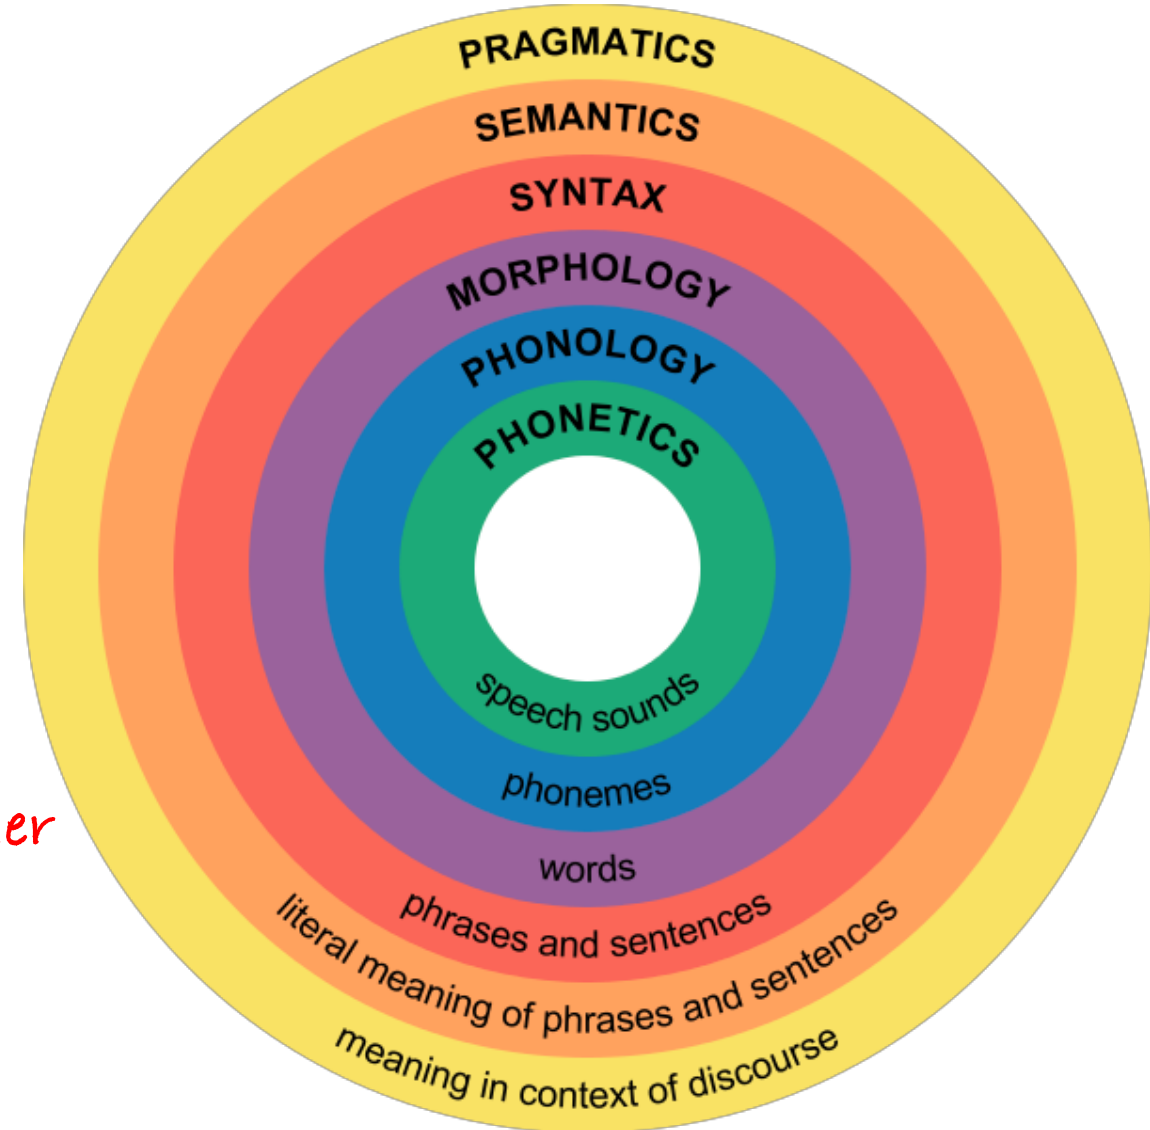 PRAGMATICS
SEMANTICS
SYNTAX
MORPHOLOGY
PHONOLOGY
PHONETICS
speech sounds
phonemes
er
words
phrases and sentences
literal meaning of phrases and sentences
meaning in context of discourse